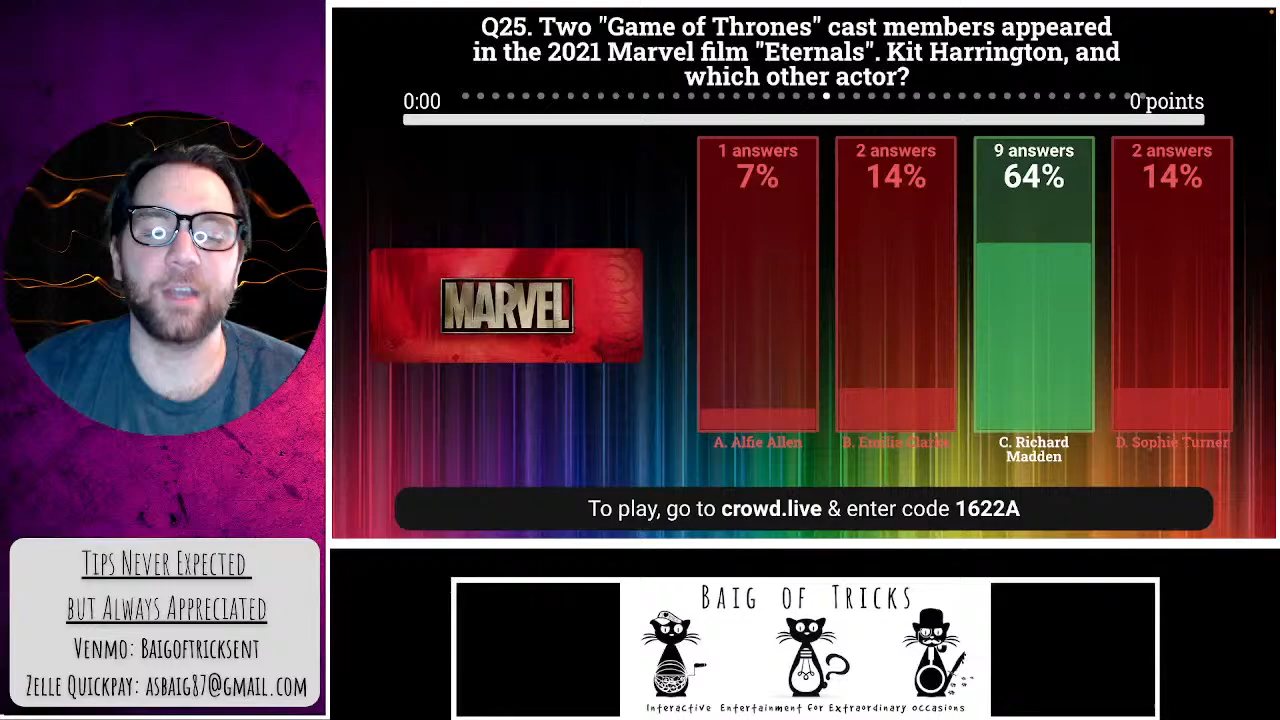 Q25. Two "Game of Thrones" cast members appeared
in the 2021 Marvel film "Eternals". Kit Harrington, and
which other actor?
0:00
0 points
1 answers
7%
2 answers
14%
9 answers
64%
2 answers
14%
MARVEL
A. Alfie Allen
B. Emilia Clarke
C. Richard
Madden
D. Sophie Turner
To play, go to crowd.live & enter code 1622A
Tips Never Expected
but Always Appreciated
Venmo: Baigoftricksent
Zelle Quickpay: asbaig87@gmail.com
Baig of Tricks
Interactive Entertainment for Extraordinary Occasions